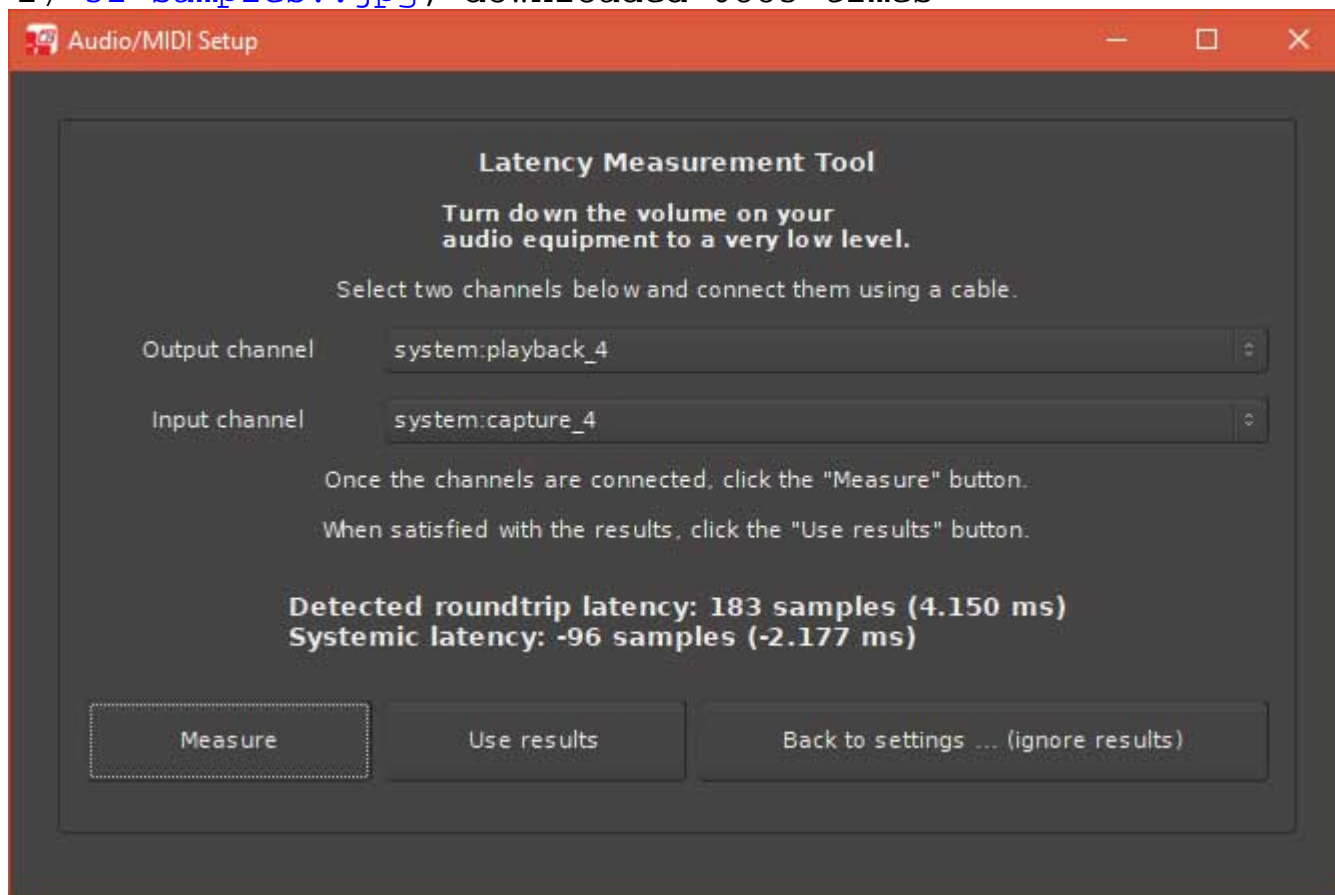 samples..jpg, downloaded times
Audio/MIDI Setup
Latency Measurement Tool
Turn down the volume on your
audio equipment to a very low level.
Select two channels below and connect them using a cable.
Output channel system:playback_4
Input channel system:capture_4
Once the channels are connected, click the "Measure" button.
When satisfied with the results, click the "Use results" button.
Detected roundtrip latency: 183 samples (4.150 ms)
Systemic latency: -96 samples (-2.177 ms)
Measure Use results Back to settings ... (ignore results)